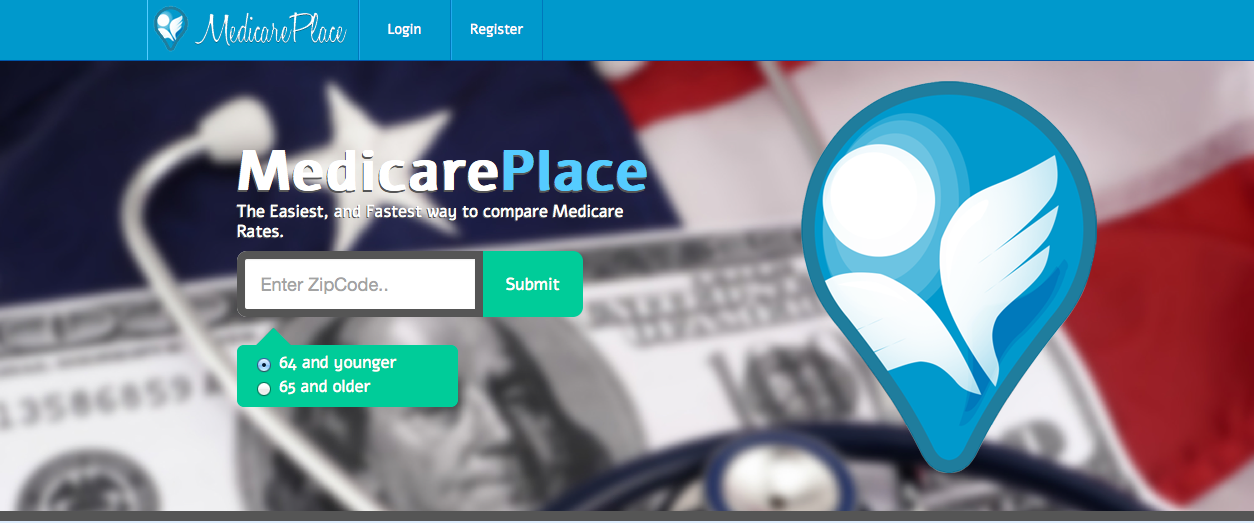 MedicarePlace
Login
Register
MedicarePlace
The Easiest, and Fastest way to compare Medicare
Rates.
Enter ZipCode..
Submit
64 and younger
65 and older
13586859